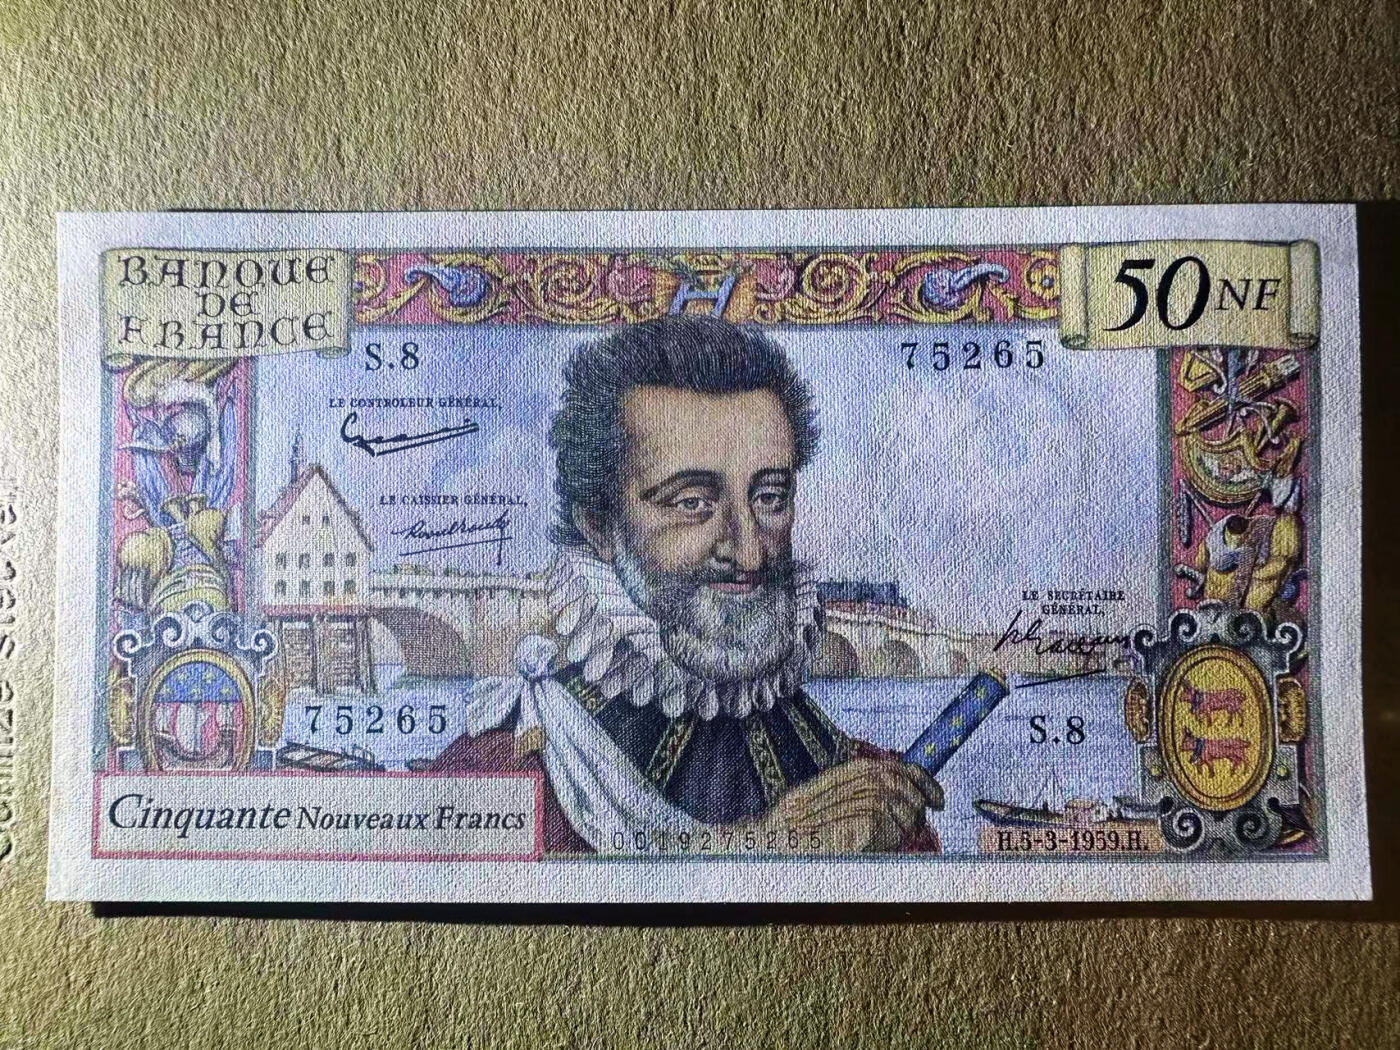 BANQUE
DE
FRANCE
50 NF
S.8
75265
LE CONTROLEUR GÉNÉRAL,
LE CAISSIER GÉNÉRAL,
LE SECRÉTAIRE
GÉNÉRAL,
75265
S.8
Cinquante Nouveaux Francs
0019275265
H.5-3-1959.H.